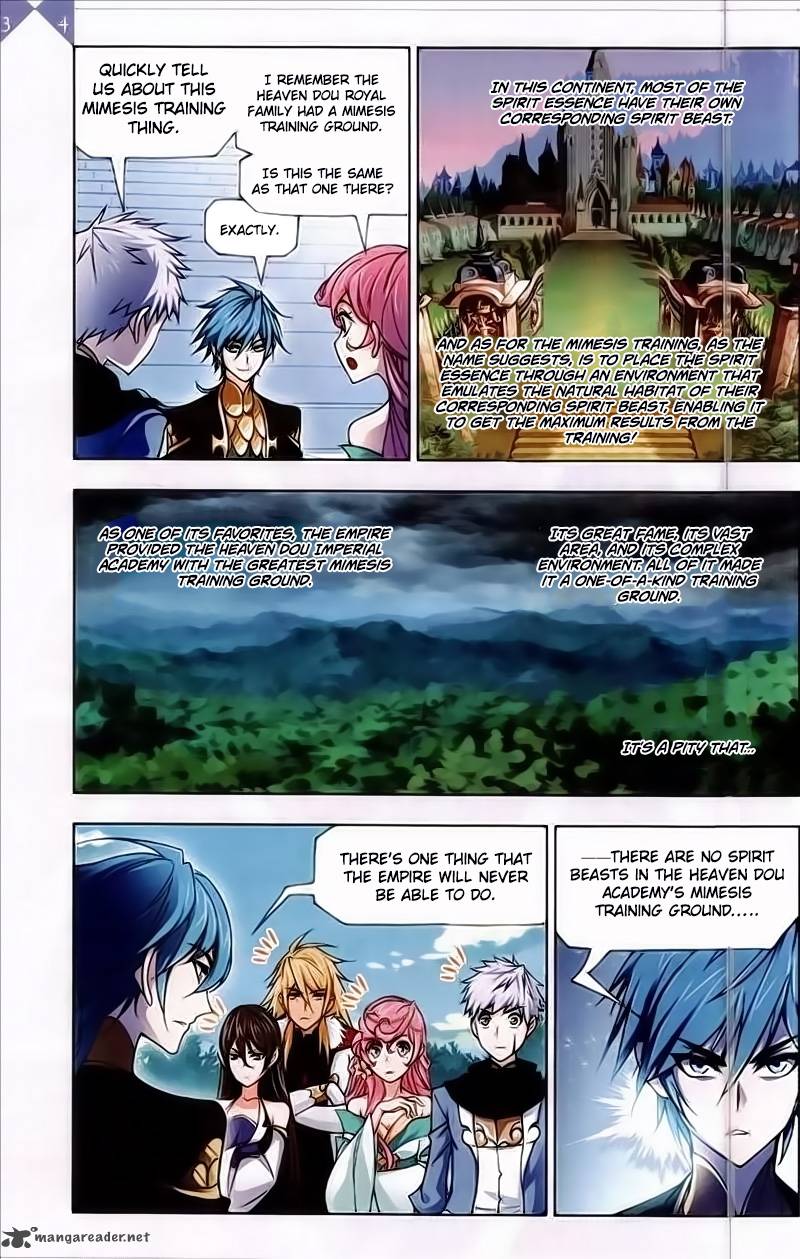 3 4
QUICKLY TELL
US ABOUT THIS
MIMESIS TRAINING
THING.
I REMEMBER THE
HEAVEN DOU ROYAL
FAMILY HAD A MIMESIS
TRAINING GROUND.
IS THIS THE SAME
AS THAT ONE THERE?
EXACTLY.
IN THIS CONTINENT, MOST OF THE
SPIRIT ESSENCE HAVE THEIR OWN
CORRESPONDING SPIRIT BEAST.
AND AS FOR THE MIMESIS TRAINING, AS THE
NAME SUGGESTS, IS TO PLACE THE SPIRIT
ESSENCE THROUGH AN ENVIRONMENT THAT
EMULATES THE NATURAL HABITAT OF THEIR
CORRESPONDING SPIRIT BEAST, ENABLING IT
TO GET THE MAXIMUM RESULTS FROM THE
TRAINING!
AS ONE OF ITS FAVORITES, THE EMPIRE
PROVIDED THE HEAVEN DOU IMPERIAL
ACADEMY WITH THE GREATEST MIMESIS
TRAINING GROUND.
ITS GREAT FAME, ITS VAST
AREA, AND ITS COMPLEX
ENVIRONMENT. ALL OF IT MADE
IT A ONE-OF-A-KIND TRAINING
GROUND.
IT'S A PITY THAT...
THERE'S ONE THING THAT
THE EMPIRE WILL NEVER
BE ABLE TO DO.
——THERE ARE NO SPIRIT
BEASTS IN THE HEAVEN DOU
ACADEMY'S MIMESIS
TRAINING GROUND.....
mangareader.net